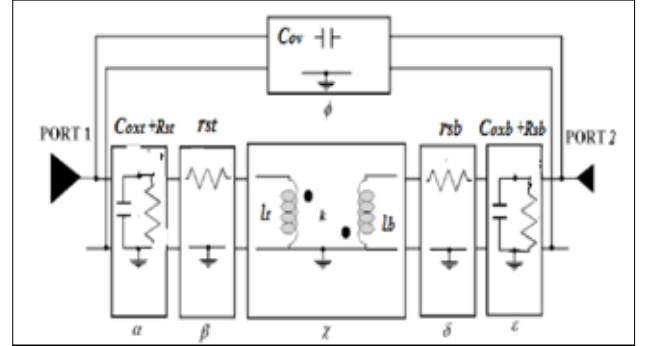 Cov
ϕ
PORT 1
Coxt +Rst
rst
rsb
Coxb +Rsb
PORT 2
lt
k
lb
α
β
χ
δ
ε